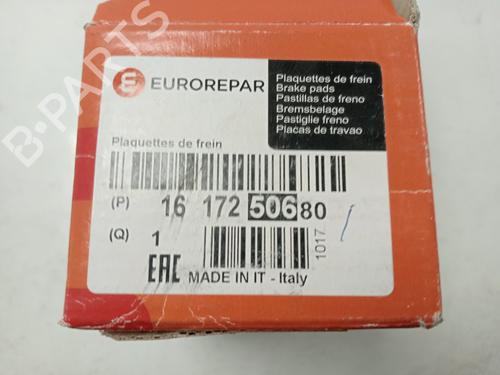 EUROREPAR
Plaquettes de frein
Brake pads
Pastillas de freno
Bremsbelage
Pastiglie freno
Placas de travao
Plaquettes de frein
(P) 16 172 506 80
(Q) 1
1017
EAC MADE IN IT - Italy
B-PARTS